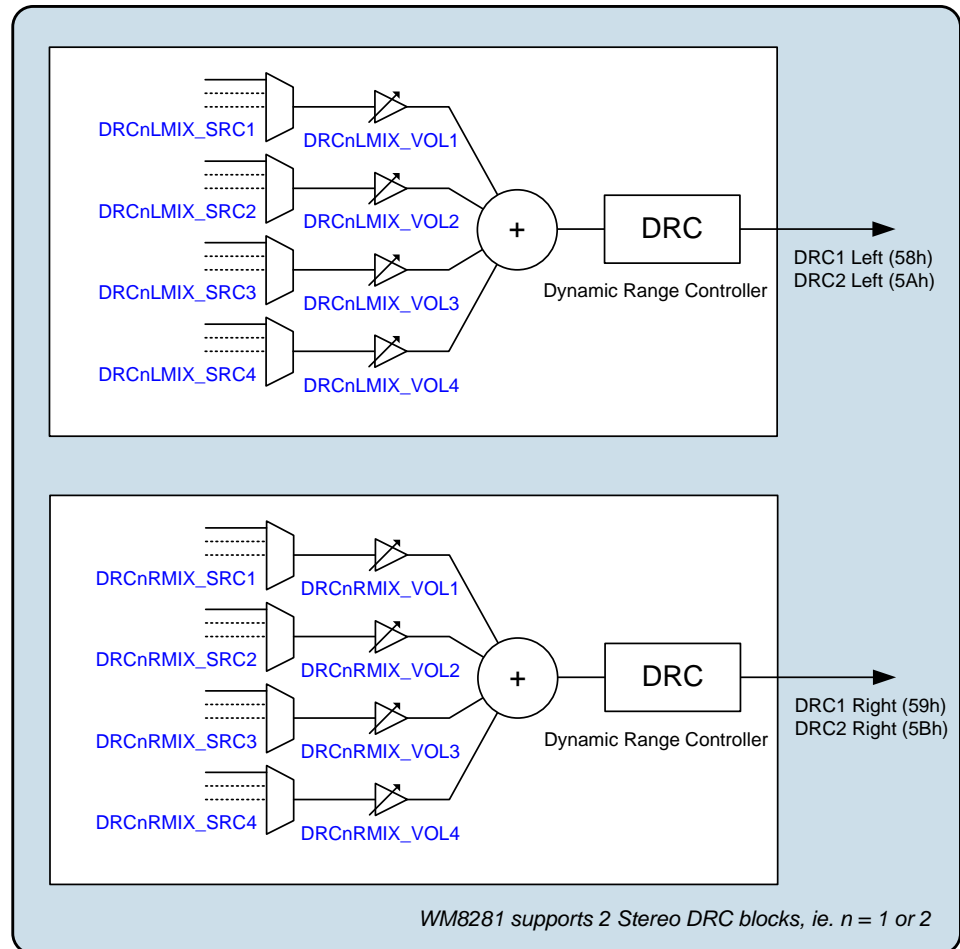 DRCnLMIX_SRC1
DRCnLMIX_VOL1
DRCnLMIX_SRC2
DRCnLMIX_VOL2
DRCnLMIX_SRC3
DRCnLMIX_VOL3
DRCnLMIX_SRC4
DRCnLMIX_VOL4
+
DRC
Dynamic Range Controller
DRC1 Left (58h)
DRC2 Left (5Ah)
DRCnRMIX_SRC1
DRCnRMIX_VOL1
DRCnRMIX_SRC2
DRCnRMIX_VOL2
DRCnRMIX_SRC3
DRCnRMIX_VOL3
DRCnRMIX_SRC4
DRCnRMIX_VOL4
+
DRC
Dynamic Range Controller
DRC1 Right (59h)
DRC2 Right (5Bh)
WM8281 supports 2 Stereo DRC blocks, ie. n = 1 or 2